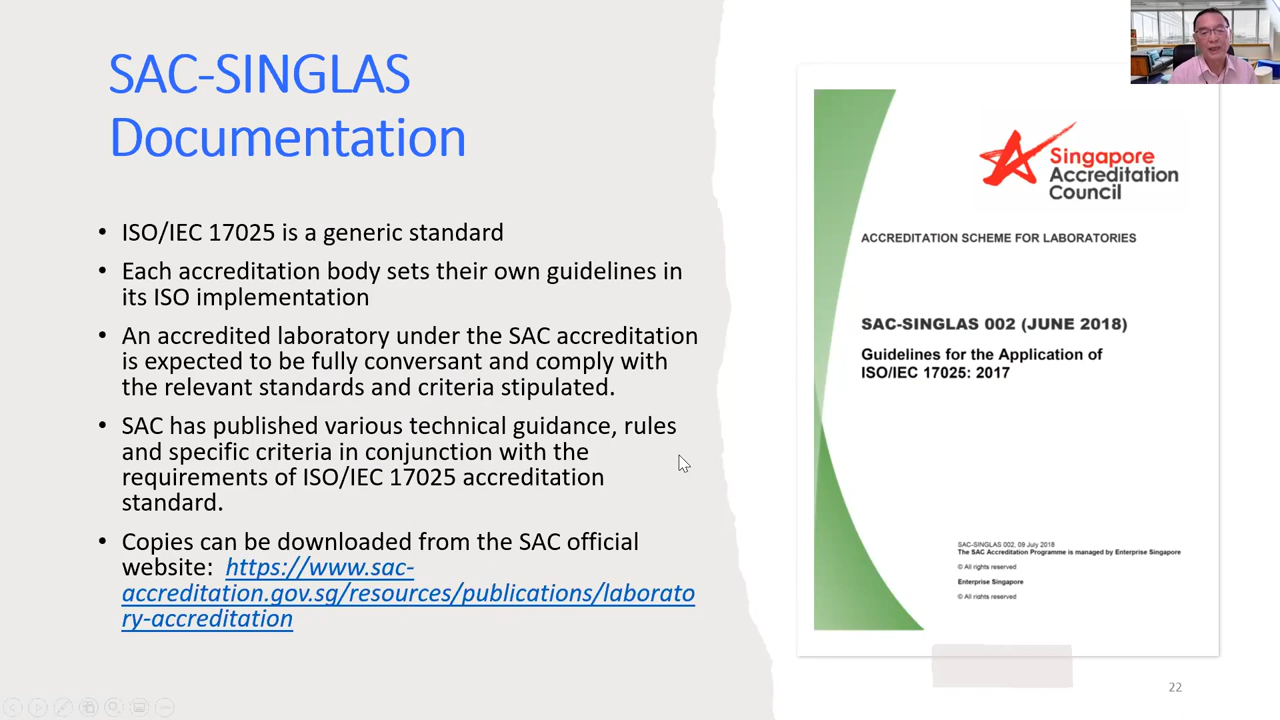 SAC-SINGLAS
Documentation
• ISO/IEC 17025 is a generic standard
• Each accreditation body sets their own guidelines in
its ISO implementation
• An accredited laboratory under the SAC accreditation
is expected to be fully conversant and comply with
the relevant standards and criteria stipulated.
• SAC has published various technical guidance, rules
and specific criteria in conjunction with the
requirements of ISO/IEC 17025 accreditation
standard.
• Copies can be downloaded from the SAC official
website: https://www.sac-
accreditation.gov.sg/resources/publications/laborato
ry-accreditation
Singapore
Accreditation
Council
ACCREDITATION SCHEME FOR LABORATORIES
SAC-SINGLAS 002 (JUNE 2018)
Guidelines for the Application of
ISO/IEC 17025: 2017
SAC-SINGLAS 002, 09 July 2018
The SAC Accreditation Programme is managed by Enterprise Singapore
© All rights reserved
Enterprise Singapore
© All rights reserved
22